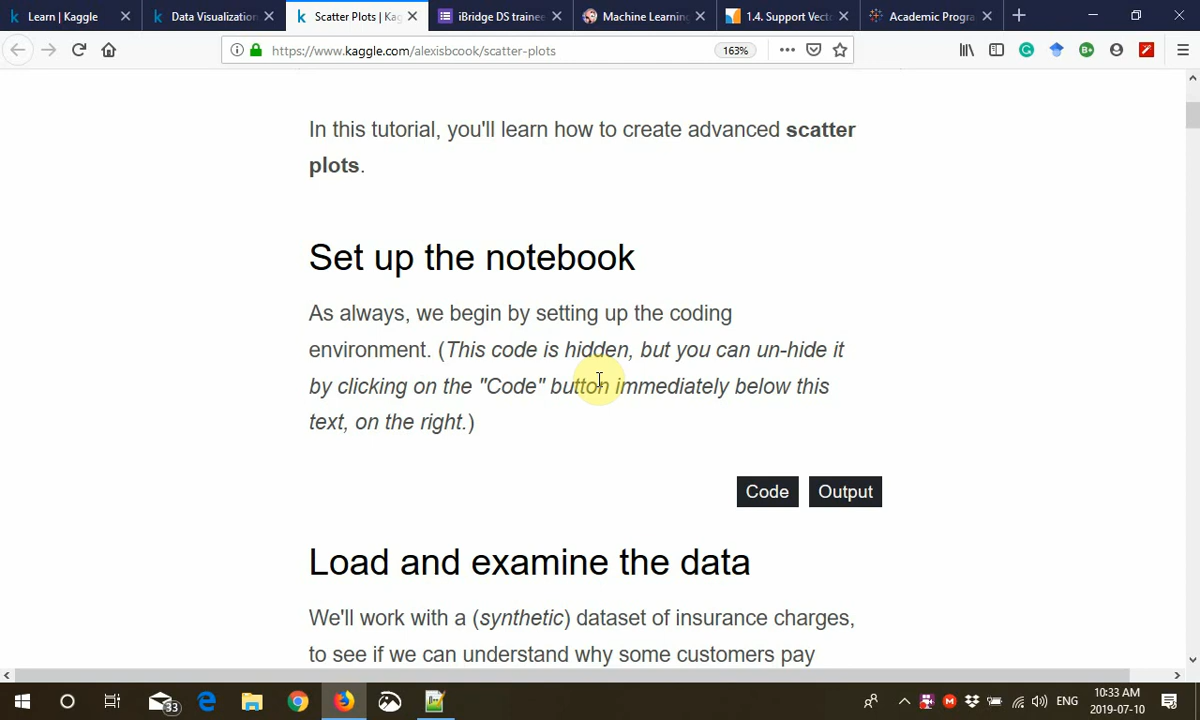 Learn | Kaggle
Data Visualization
Scatter Plots | Kag
iBridge DS trainee
Machine Learning
1.4. Support Vect
Academic Progra
https://www.kaggle.com/alexisbcook/scatter-plots
163%
In this tutorial, you'll learn how to create advanced scatter
plots.
Set up the notebook
As always, we begin by setting up the coding
environment. (This code is hidden, but you can un-hide it
by clicking on the "Code" button immediately below this
text, on the right.)
Code Output
Load and examine the data
We'll work with a (synthetic) dataset of insurance charges,
to see if we can understand why some customers pay
33
ENG
10:33 AM
2019-07-10